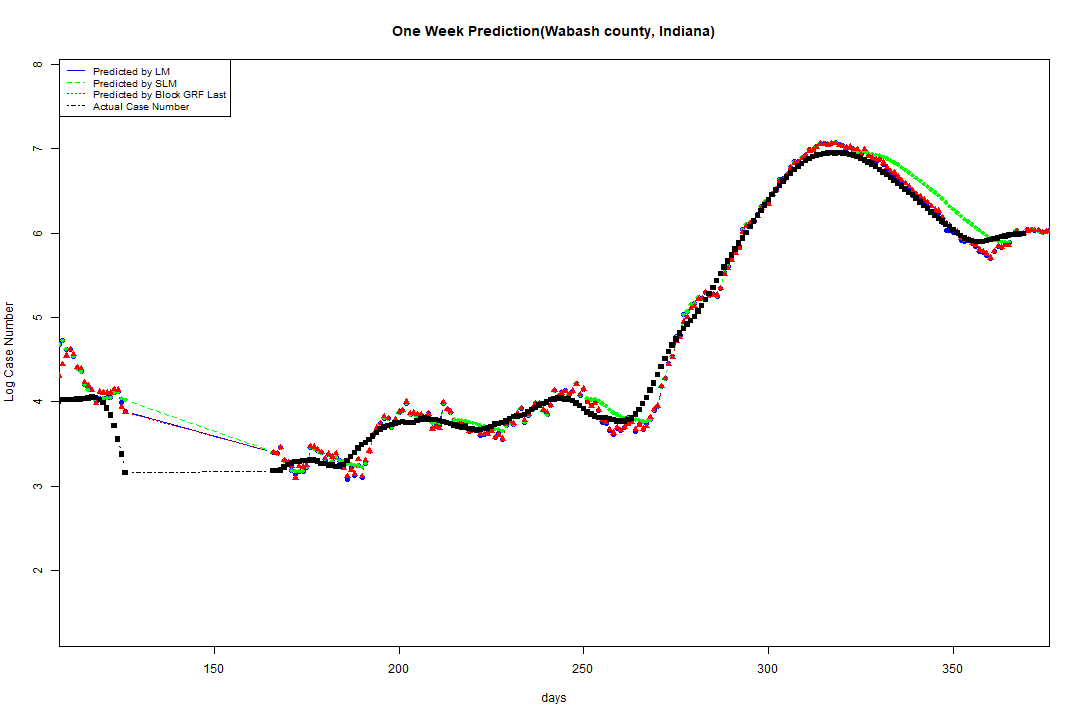 One Week Prediction(Wabash county, Indiana)
8
7
6
5
4
3
2
Log Case Number
Predicted by LM
Predicted by SLM
Predicted by Block GRF Last
Actual Case Number
150
200
250
300
350
days